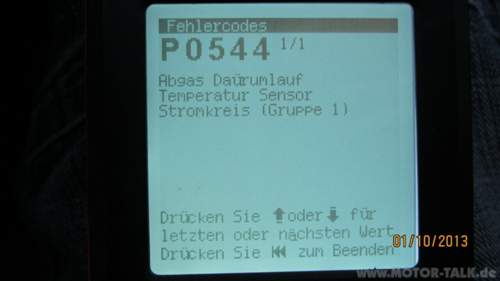 Fehlercodes
P0544 1/1
Abgas Daürumlauf
Temperatur Sensor
Stromkreis (Gruppe 1)
Drücken Sie ⬆oder⬇ für
letzten oder nächsten Wert
Drücken Sie ⏮ zum Beenden
01/10/2013
www.MOTOR-TALK.de